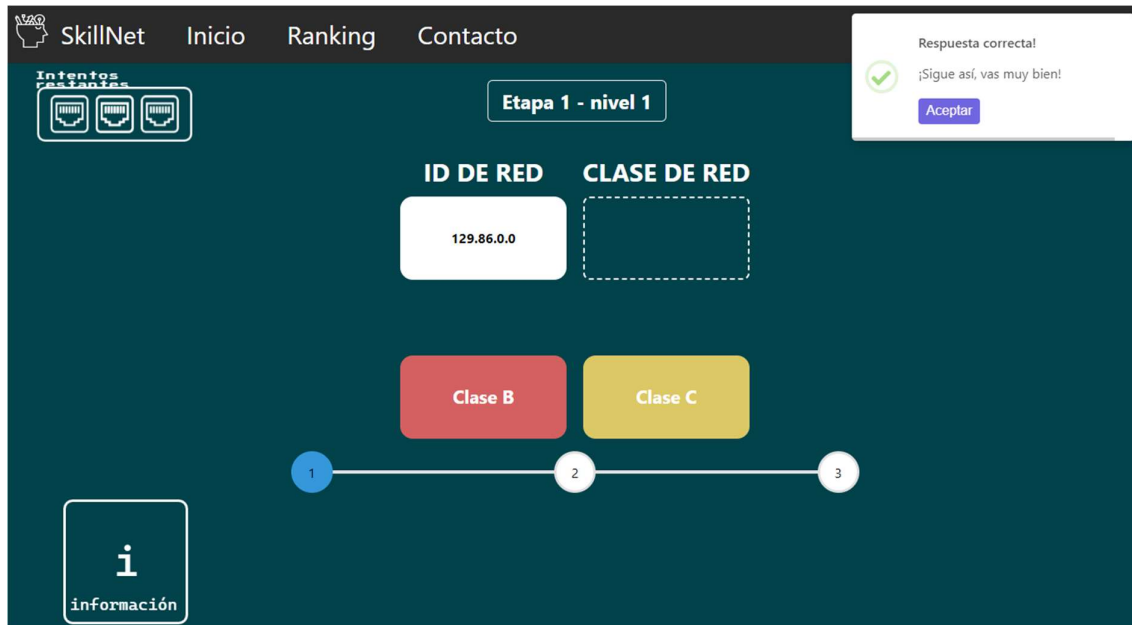 SkillNet Inicio Ranking Contacto
Respuesta correcta!
¡Sigue así, vas muy bien!
Aceptar
Intentos
restantes
Etapa 1 - nivel 1
ID DE RED CLASE DE RED
129.86.0.0
Clase B Clase C
1 2 3
i
información